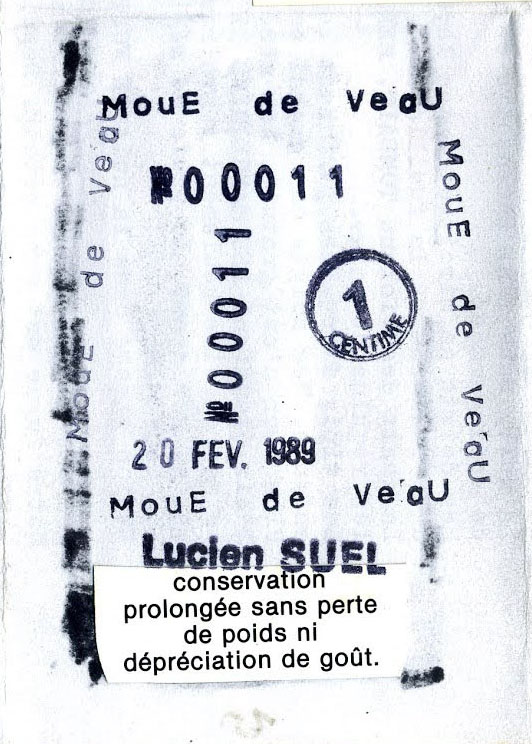 MouE de VeaU
№00011
MouE de VeaU
MouE de VeaU
№00011
1
CENTIME
20 FEV. 1989
MouE de VeaU
Lucien SUEL
conservation
prolongée sans perte
de poids ni
dépréciation de goût.